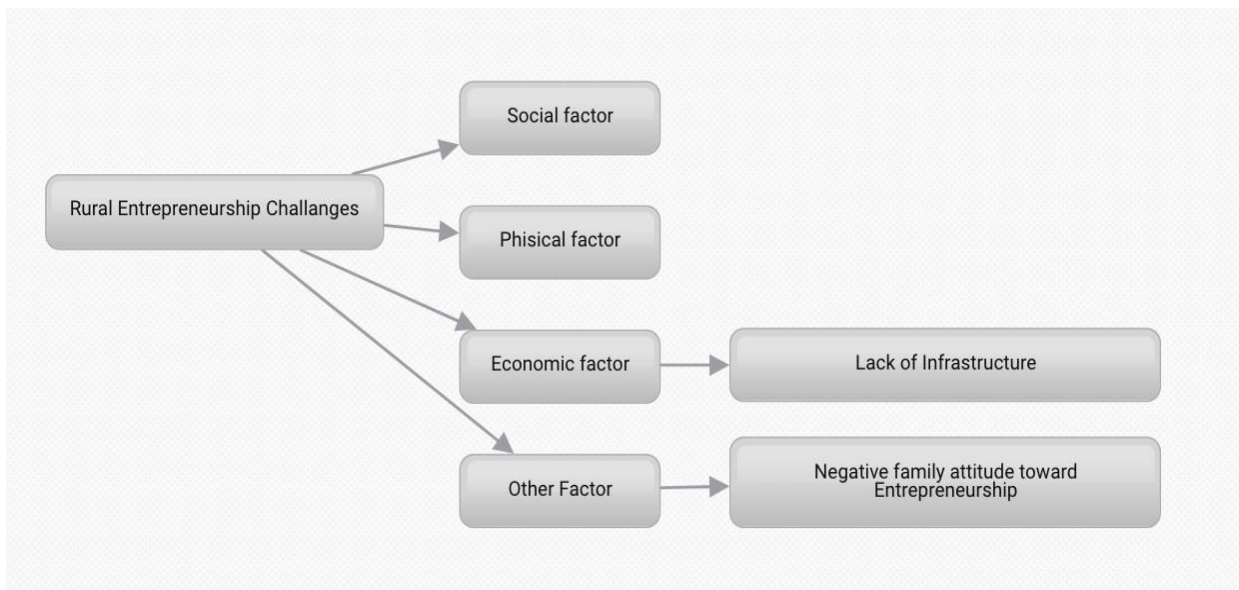 Social factor
Rural Entrepreneurship Challanges
Phisical factor
Economic factor
Lack of Infrastructure
Other Factor
Negative family attitude toward
Entrepreneurship